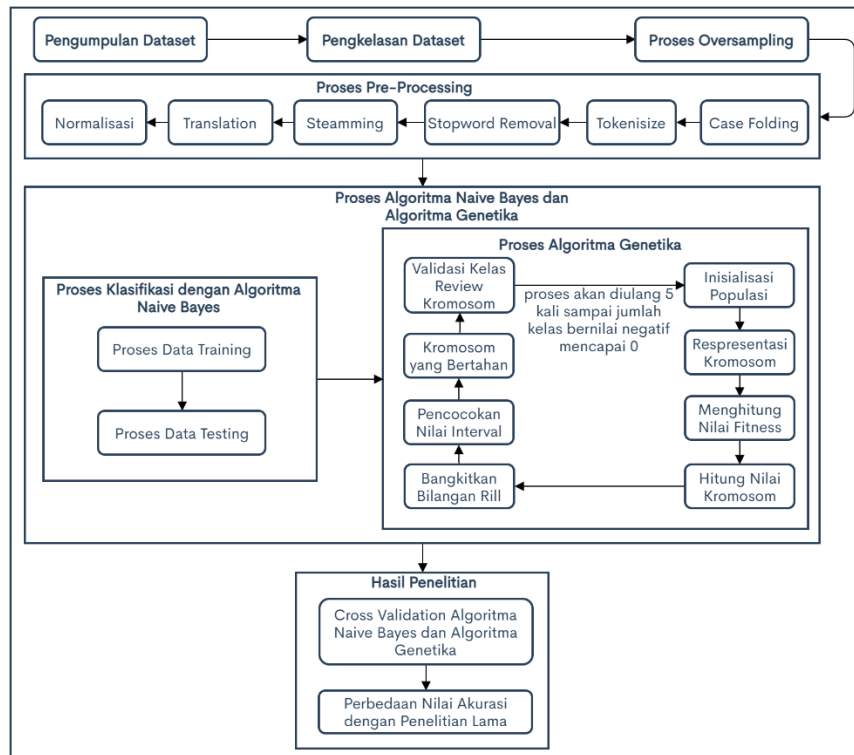 Pengumpulan Dataset
Pengkelasan Dataset
Proses Oversampling
Proses Pre-Processing
Normalisasi
Translation
Steamming
Stopword Removal
Tokenisize
Case Folding
Proses Algoritma Naive Bayes dan
Algoritma Genetika
Proses Klasifikasi dengan Algoritma
Naive Bayes
Proses Data Training
Proses Data Testing
Proses Algoritma Genetika
Validasi Kelas
Review
Kromosom
proses akan diulang 5
kali sampai jumlah
kelas bernilai negatif
mencapai 0
Inisialisasi
Populasi
Kromosom
yang Bertahan
Respresentasi
Kromosom
Pencocokan
Nilai Interval
Menghitung
Nilai Fitness
Bangkitkan
Bilangan Rill
Hitung Nilai
Kromosom
Hasil Penelitian
Cross Validation Algoritma
Naive Bayes dan Algoritma
Genetika
Perbedaan Nilai Akurasi
dengan Penelitian Lama